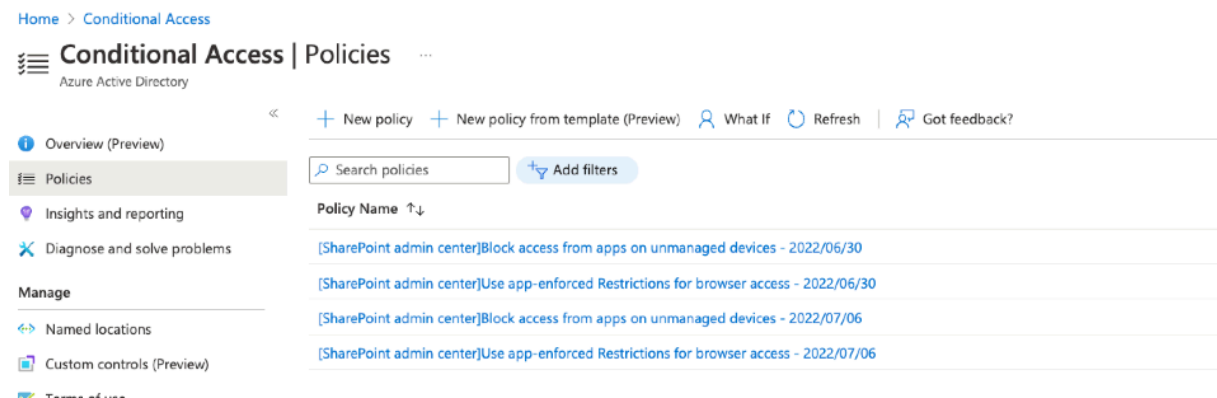 Home > Conditional Access
Conditional Access | Policies ...
Azure Active Directory
«
New policy New policy from template (Preview) What If Refresh Got feedback?
Overview (Preview)
Policies
Insights and reporting
Diagnose and solve problems
Manage
Named locations
Custom controls (Preview)
Terms of use
Search policies Add filters
Policy Name ↑↓
[SharePoint admin center]Block access from apps on unmanaged devices - 2022/06/30
[SharePoint admin center]Use app-enforced Restrictions for browser access - 2022/06/30
[SharePoint admin center]Block access from apps on unmanaged devices - 2022/07/06
[SharePoint admin center]Use app-enforced Restrictions for browser access - 2022/07/06